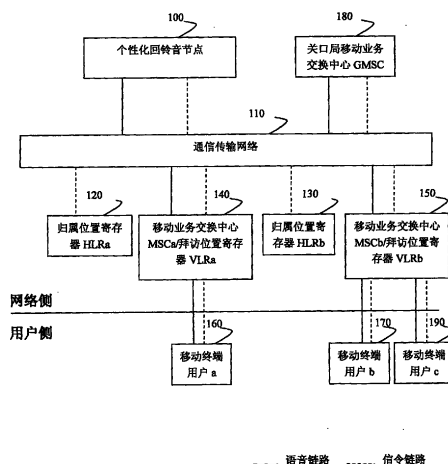 100
180
个性化回铃音节点
关口局移动业务
交换中心 GMSC
110
通信传输网络
120
140
130
150
归属位置寄存
器 HLRa
移动业务交换中心
MSCa/拜访位置寄存
器 VLRa
归属位置寄存
器 HLRb
移动业务交换中心
MSCb/拜访位置寄
存器 VLRb
网络侧
用户侧
160
170
190
移动终端
用户 a
移动终端
用户 b
移动终端
用户 c
语音链路
信令链路